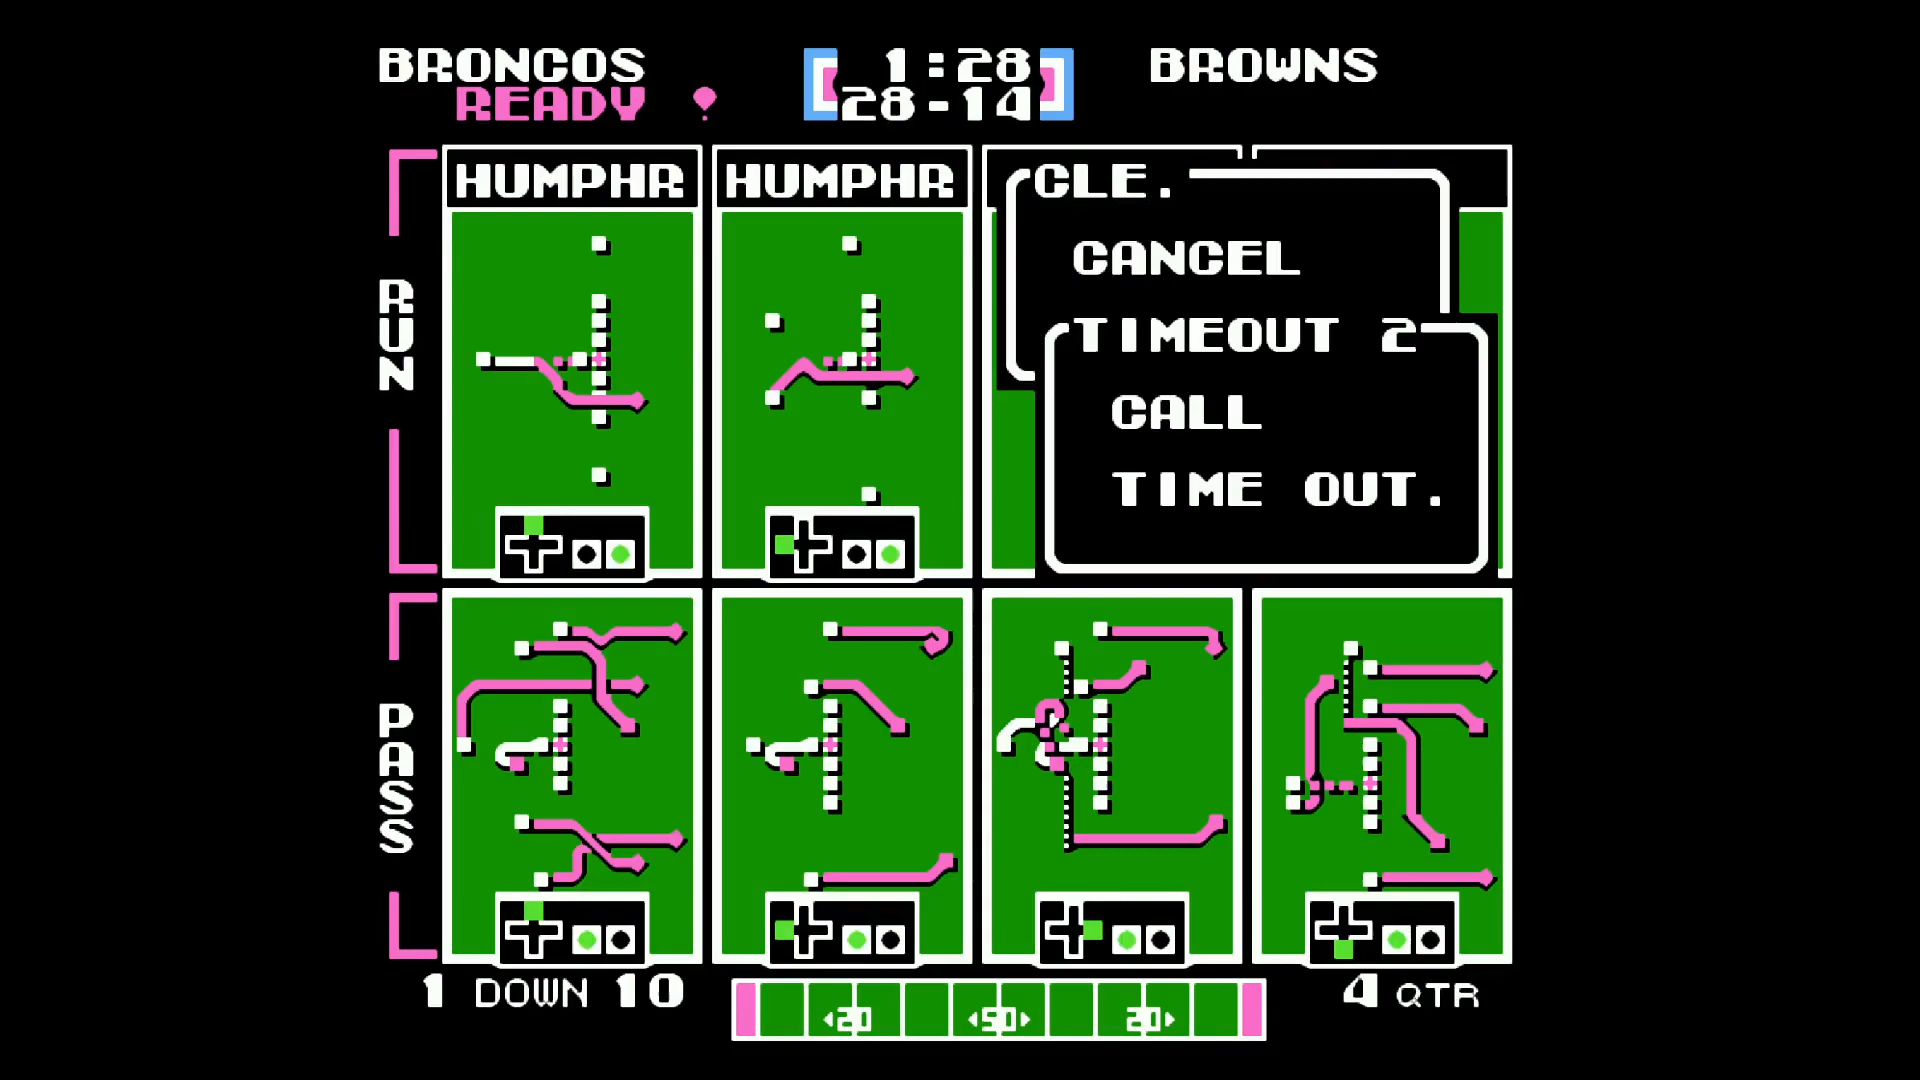 BRONCOS 1:28 BROWNS
READY 28-14
HUMPHR HUMPHR CLE.
CANCEL
RUN
TIMEOUT 2
CALL
TIME OUT.
PASS
1 DOWN 10 4 QTR
20 50 20